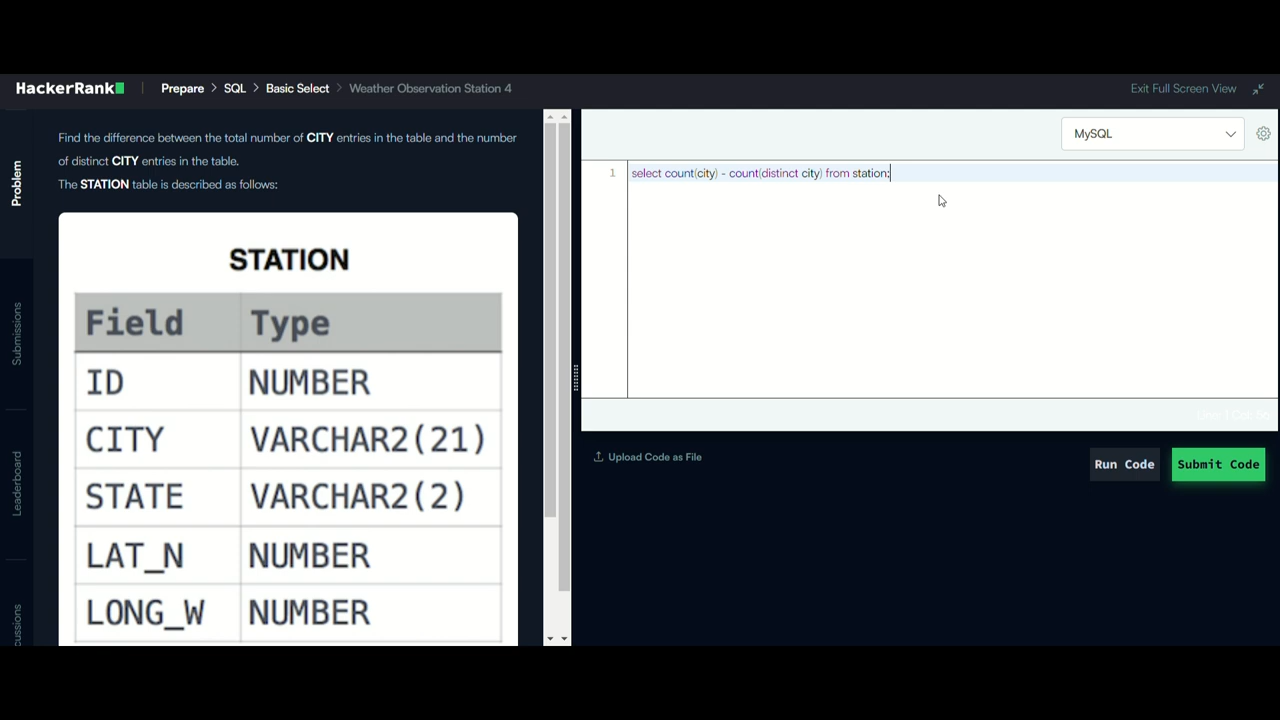 HackerRank
Prepare > SQL > Basic Select > Weather Observation Station 4
Exit Full Screen View
Problem
Submissions
Leaderboard
cussions
Find the difference between the total number of CITY entries in the table and the number
of distinct CITY entries in the table.
The STATION table is described as follows:
STATION
Field Type
ID NUMBER
CITY VARCHAR2(21)
STATE VARCHAR2(2)
LAT_N NUMBER
LONG_W NUMBER
MySQL
1 select count(city) - count(distinct city) from station;
Upload Code as File
Run Code
Submit Code